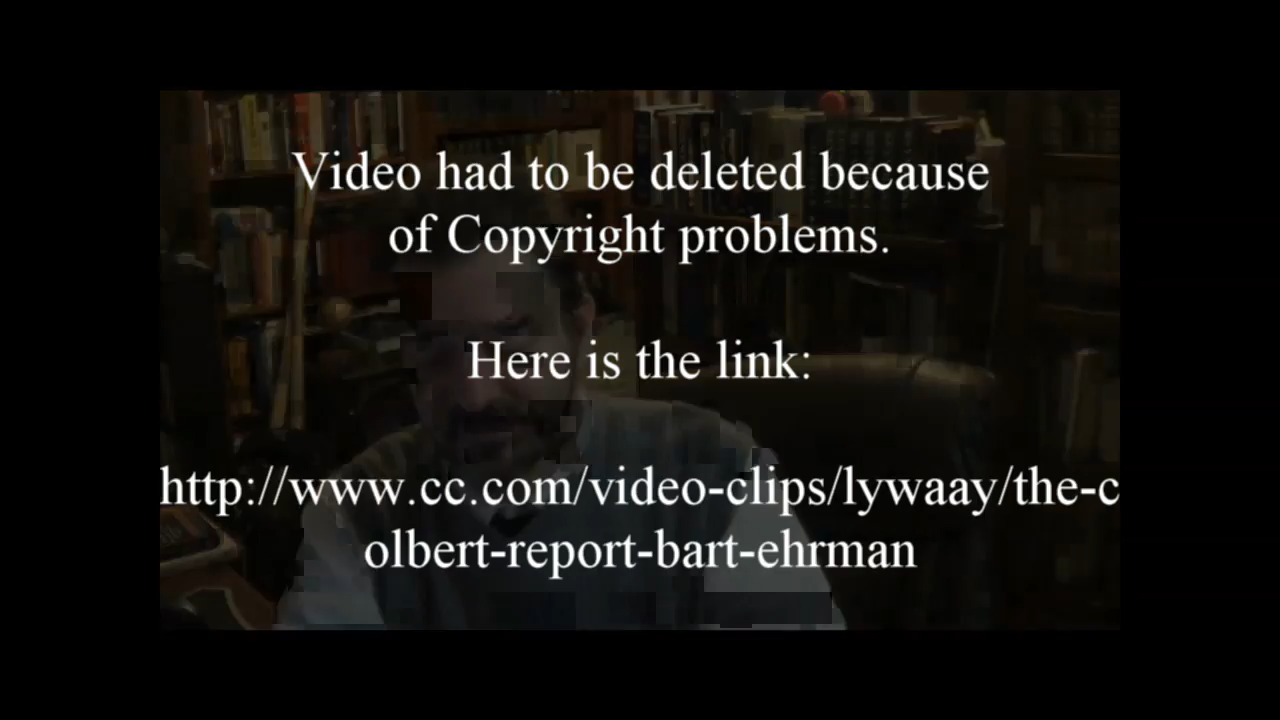 Video had to be deleted because
of Copyright problems.
Here is the link:
http://www.cc.com/video-clips/lywaay/the-c
olbert-report-bart-ehrman